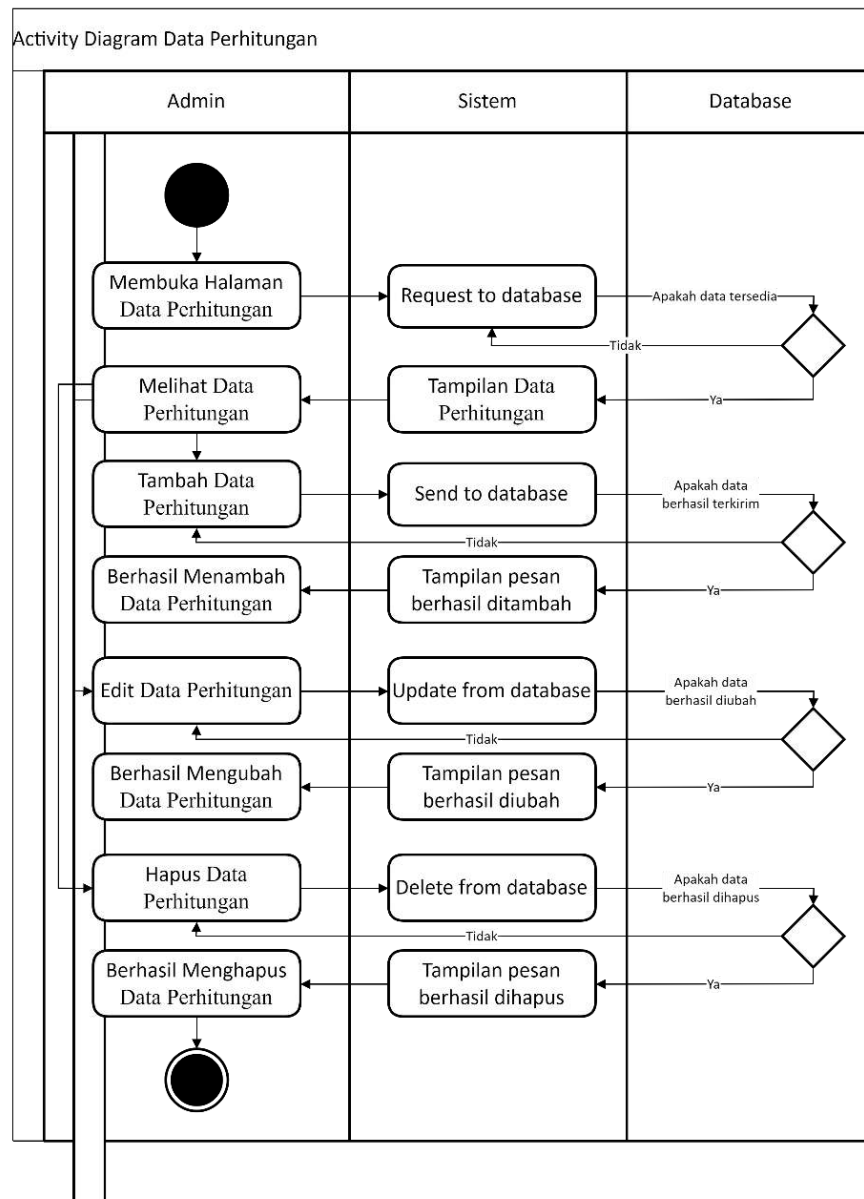 Activity Diagram Data Perhitungan
Admin
Sistem
Database
Membuka Halaman
Data Perhitungan
Request to database
Apakah data tersedia
Tidak
Melihat Data
Perhitungan
Tampilan Data
Perhitungan
Ya
Tambah Data
Perhitungan
Send to database
Apakah data
berhasil terkirim
Tidak
Berhasil Menambah
Data Perhitungan
Tampilan pesan
berhasil ditambah
Ya
Edit Data Perhitungan
Update from database
Apakah data
berhasil diubah
Tidak
Berhasil Mengubah
Data Perhitungan
Tampilan pesan
berhasil diubah
Ya
Hapus Data
Perhitungan
Delete from database
Apakah data
berhasil dihapus
Tidak
Berhasil Menghapus
Data Perhitungan
Tampilan pesan
berhasil dihapus
Ya